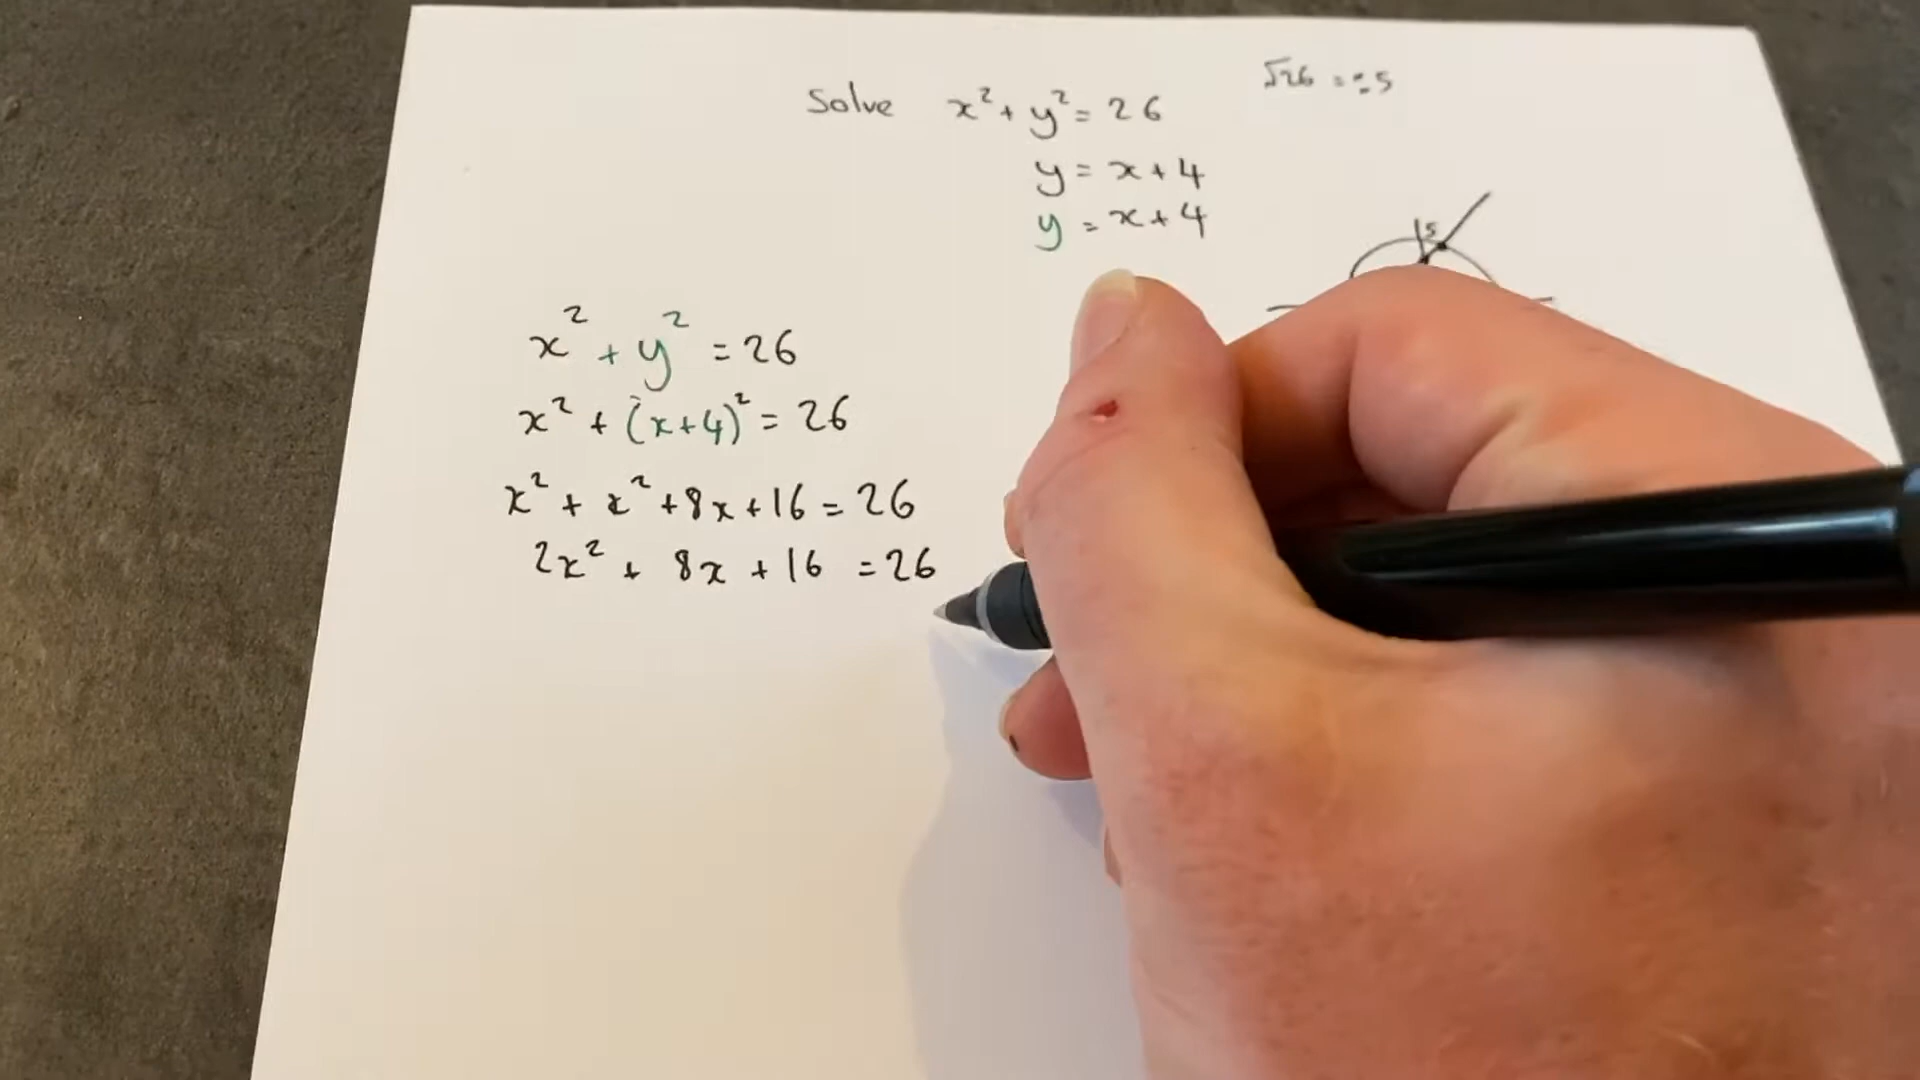 Solve x² + y² = 26
√26 = ±5
y = x + 4
y = x + 4
5
x² + y² = 26
x² + (x+4)² = 26
x² + x² + 8x + 16 = 26
2x² + 8x + 16 = 26